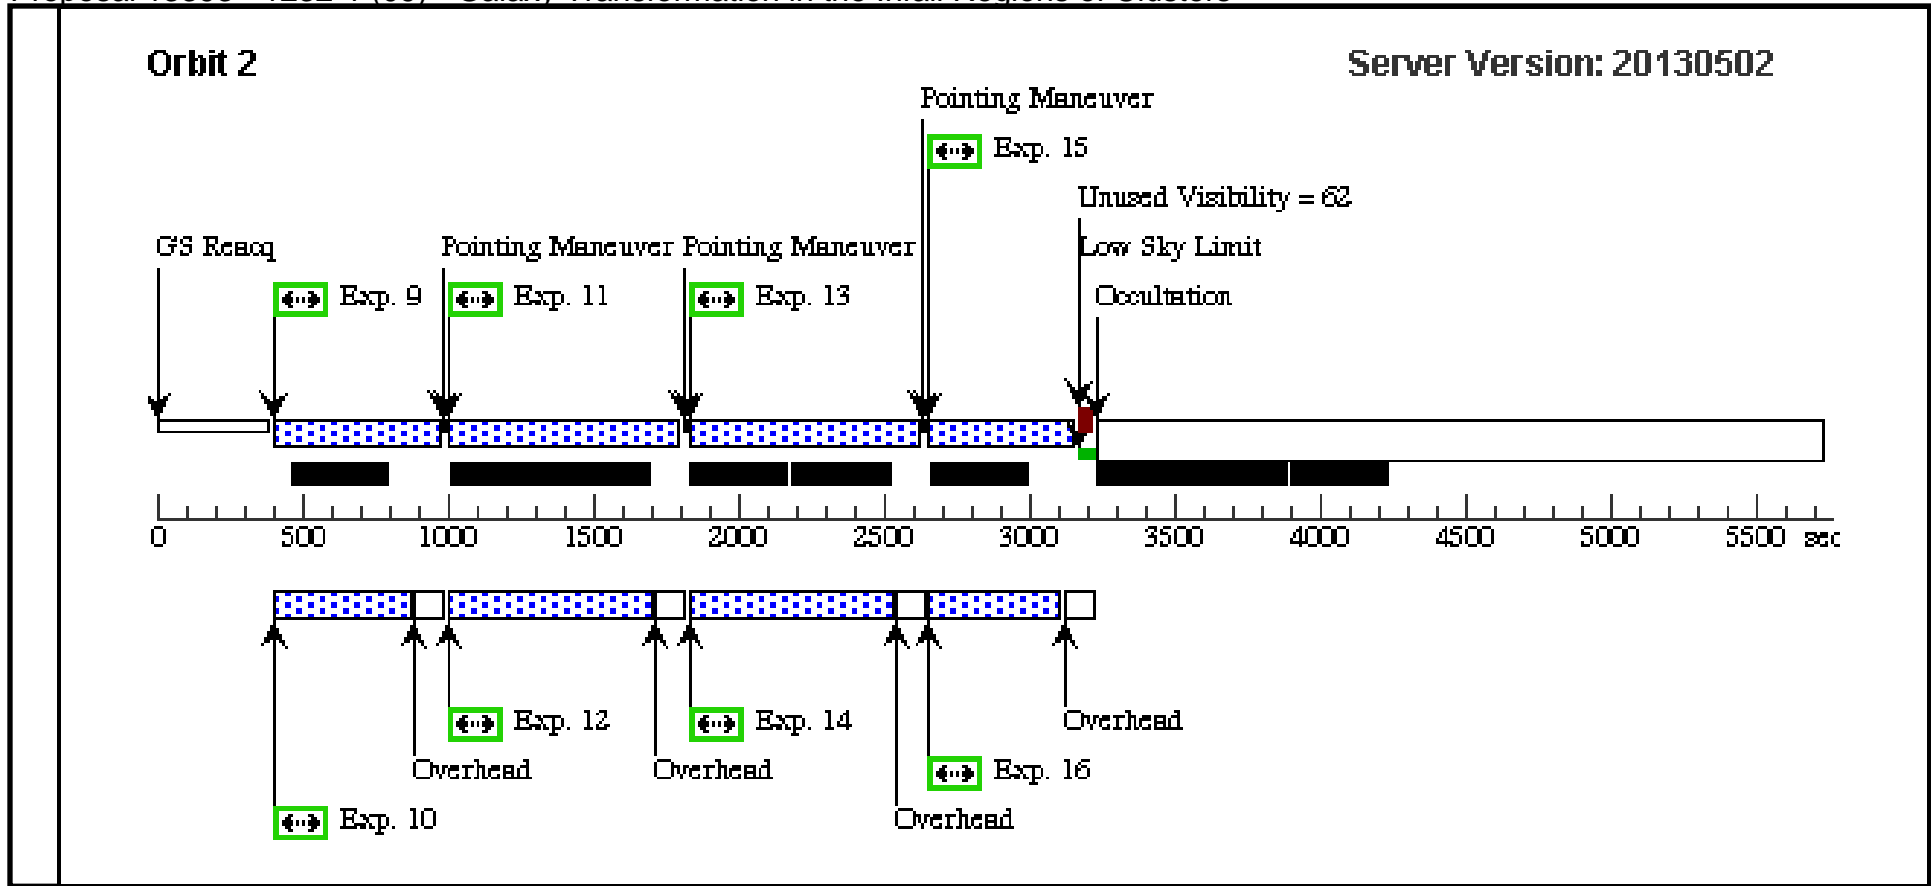 Orbit 2
Server Version: 20130502
Pointing Maneuver
Exp. 15
Unused Visibility = 62
GS Reacq
Pointing Maneuver
Pointing Maneuver
Low Sky Limit
Exp. 9
Exp. 11
Exp. 13
Occultation
0 500 1000 1500 2000 2500 3000 3500 4000 4500 5000 5500 sec
Exp. 12
Exp. 14
Overhead
Overhead
Overhead
Exp. 16
Exp. 10
Overhead